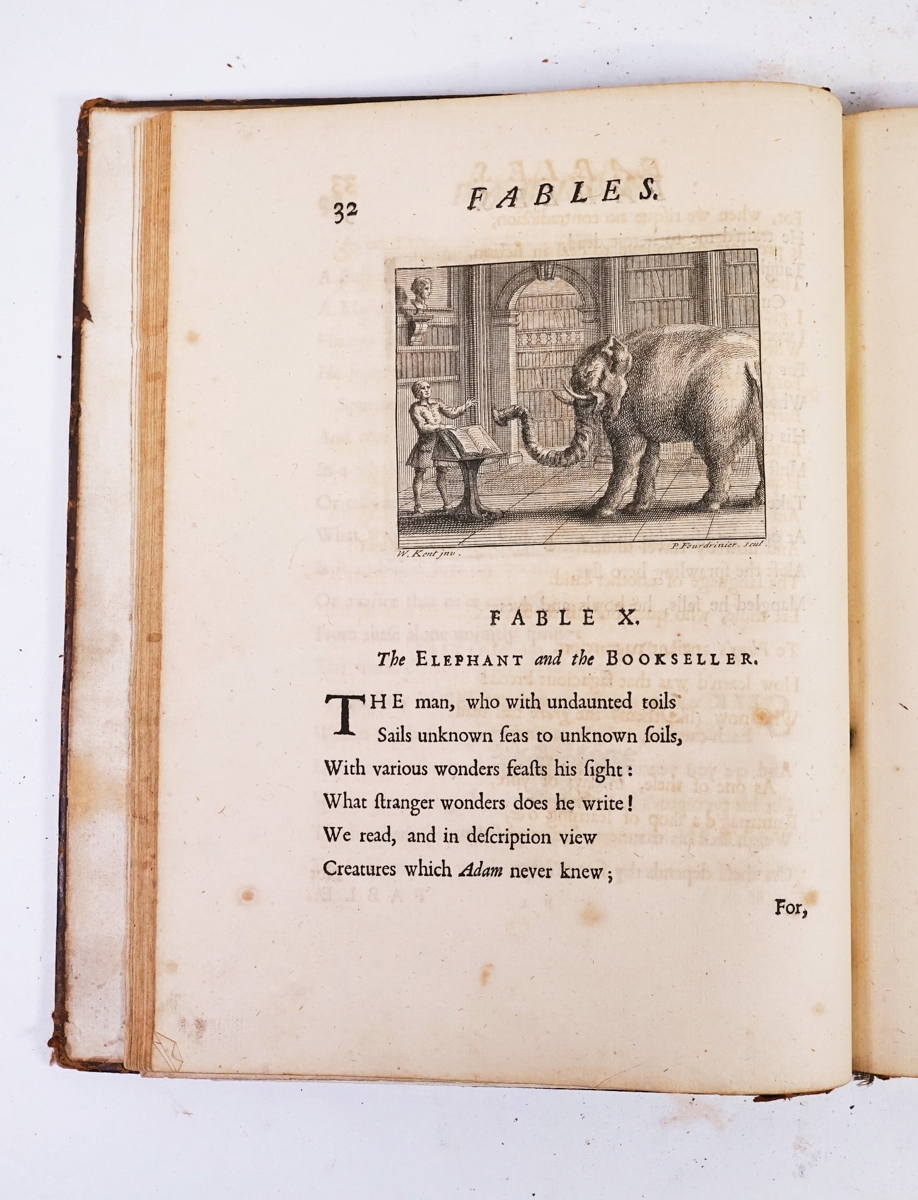 32
FABLES.
W. Kent inv.
P. Fourdrinier. scul.
FABLE X.
The ELEPHANT and the BOOKSELLER.
THE man, who with undaunted toils
Sails unknown ſeas to unknown ſoils,
With various wonders feaſts his ſight:
What ſtranger wonders does he write!
We read, and in deſcription view
Creatures which Adam never knew;
For,